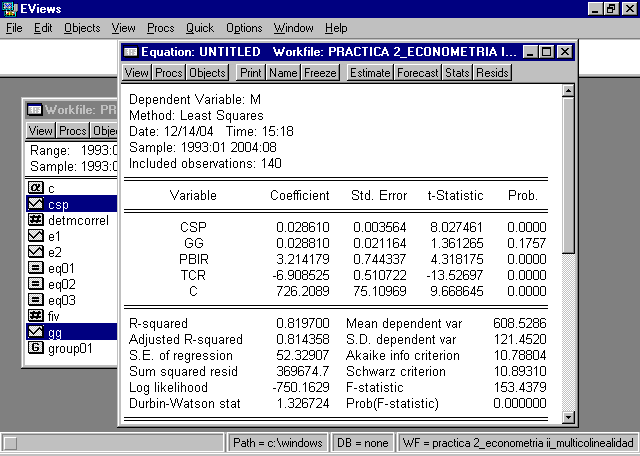 EViews
File Edit Objects View Procs Quick Options Window Help
Workfile: PR
View Procs Obje
Range: 1993:0
Sample: 1993:0
c
csp
detmcorrel
e1
e2
eq01
eq02
eq03
fiv
gg
group01
Equation: UNTITLED Workfile: PRACTICA 2_ECONOMETRIA I...
View Procs Objects Print Name Freeze Estimate Forecast Stats Resids
Dependent Variable: M
Method: Least Squares
Date: 12/14/04 Time: 15:18
Sample: 1993:01 2004:08
Included observations: 140
Variable Coefficient Std. Error t-Statistic Prob.
CSP 0.028610 0.003564 8.027461 0.0000
GG 0.028810 0.021164 1.361265 0.1757
PBIR 3.214179 0.744337 4.318175 0.0000
TCR -6.908525 0.510722 -13.52697 0.0000
C 726.2089 75.10969 9.668645 0.0000
R-squared 0.819700 Mean dependent var 608.5286
Adjusted R-squared 0.814358 S.D. dependent var 121.4520
S.E. of regression 52.32907 Akaike info criterion 10.78804
Sum squared resid 369674.7 Schwarz criterion 10.89310
Log likelihood -750.1629 F-statistic 153.4379
Durbin-Watson stat 1.326724 Prob(F-statistic) 0.000000
Path = c:\windows DB = none WF = practica 2_econometria ii_multicolinealidad